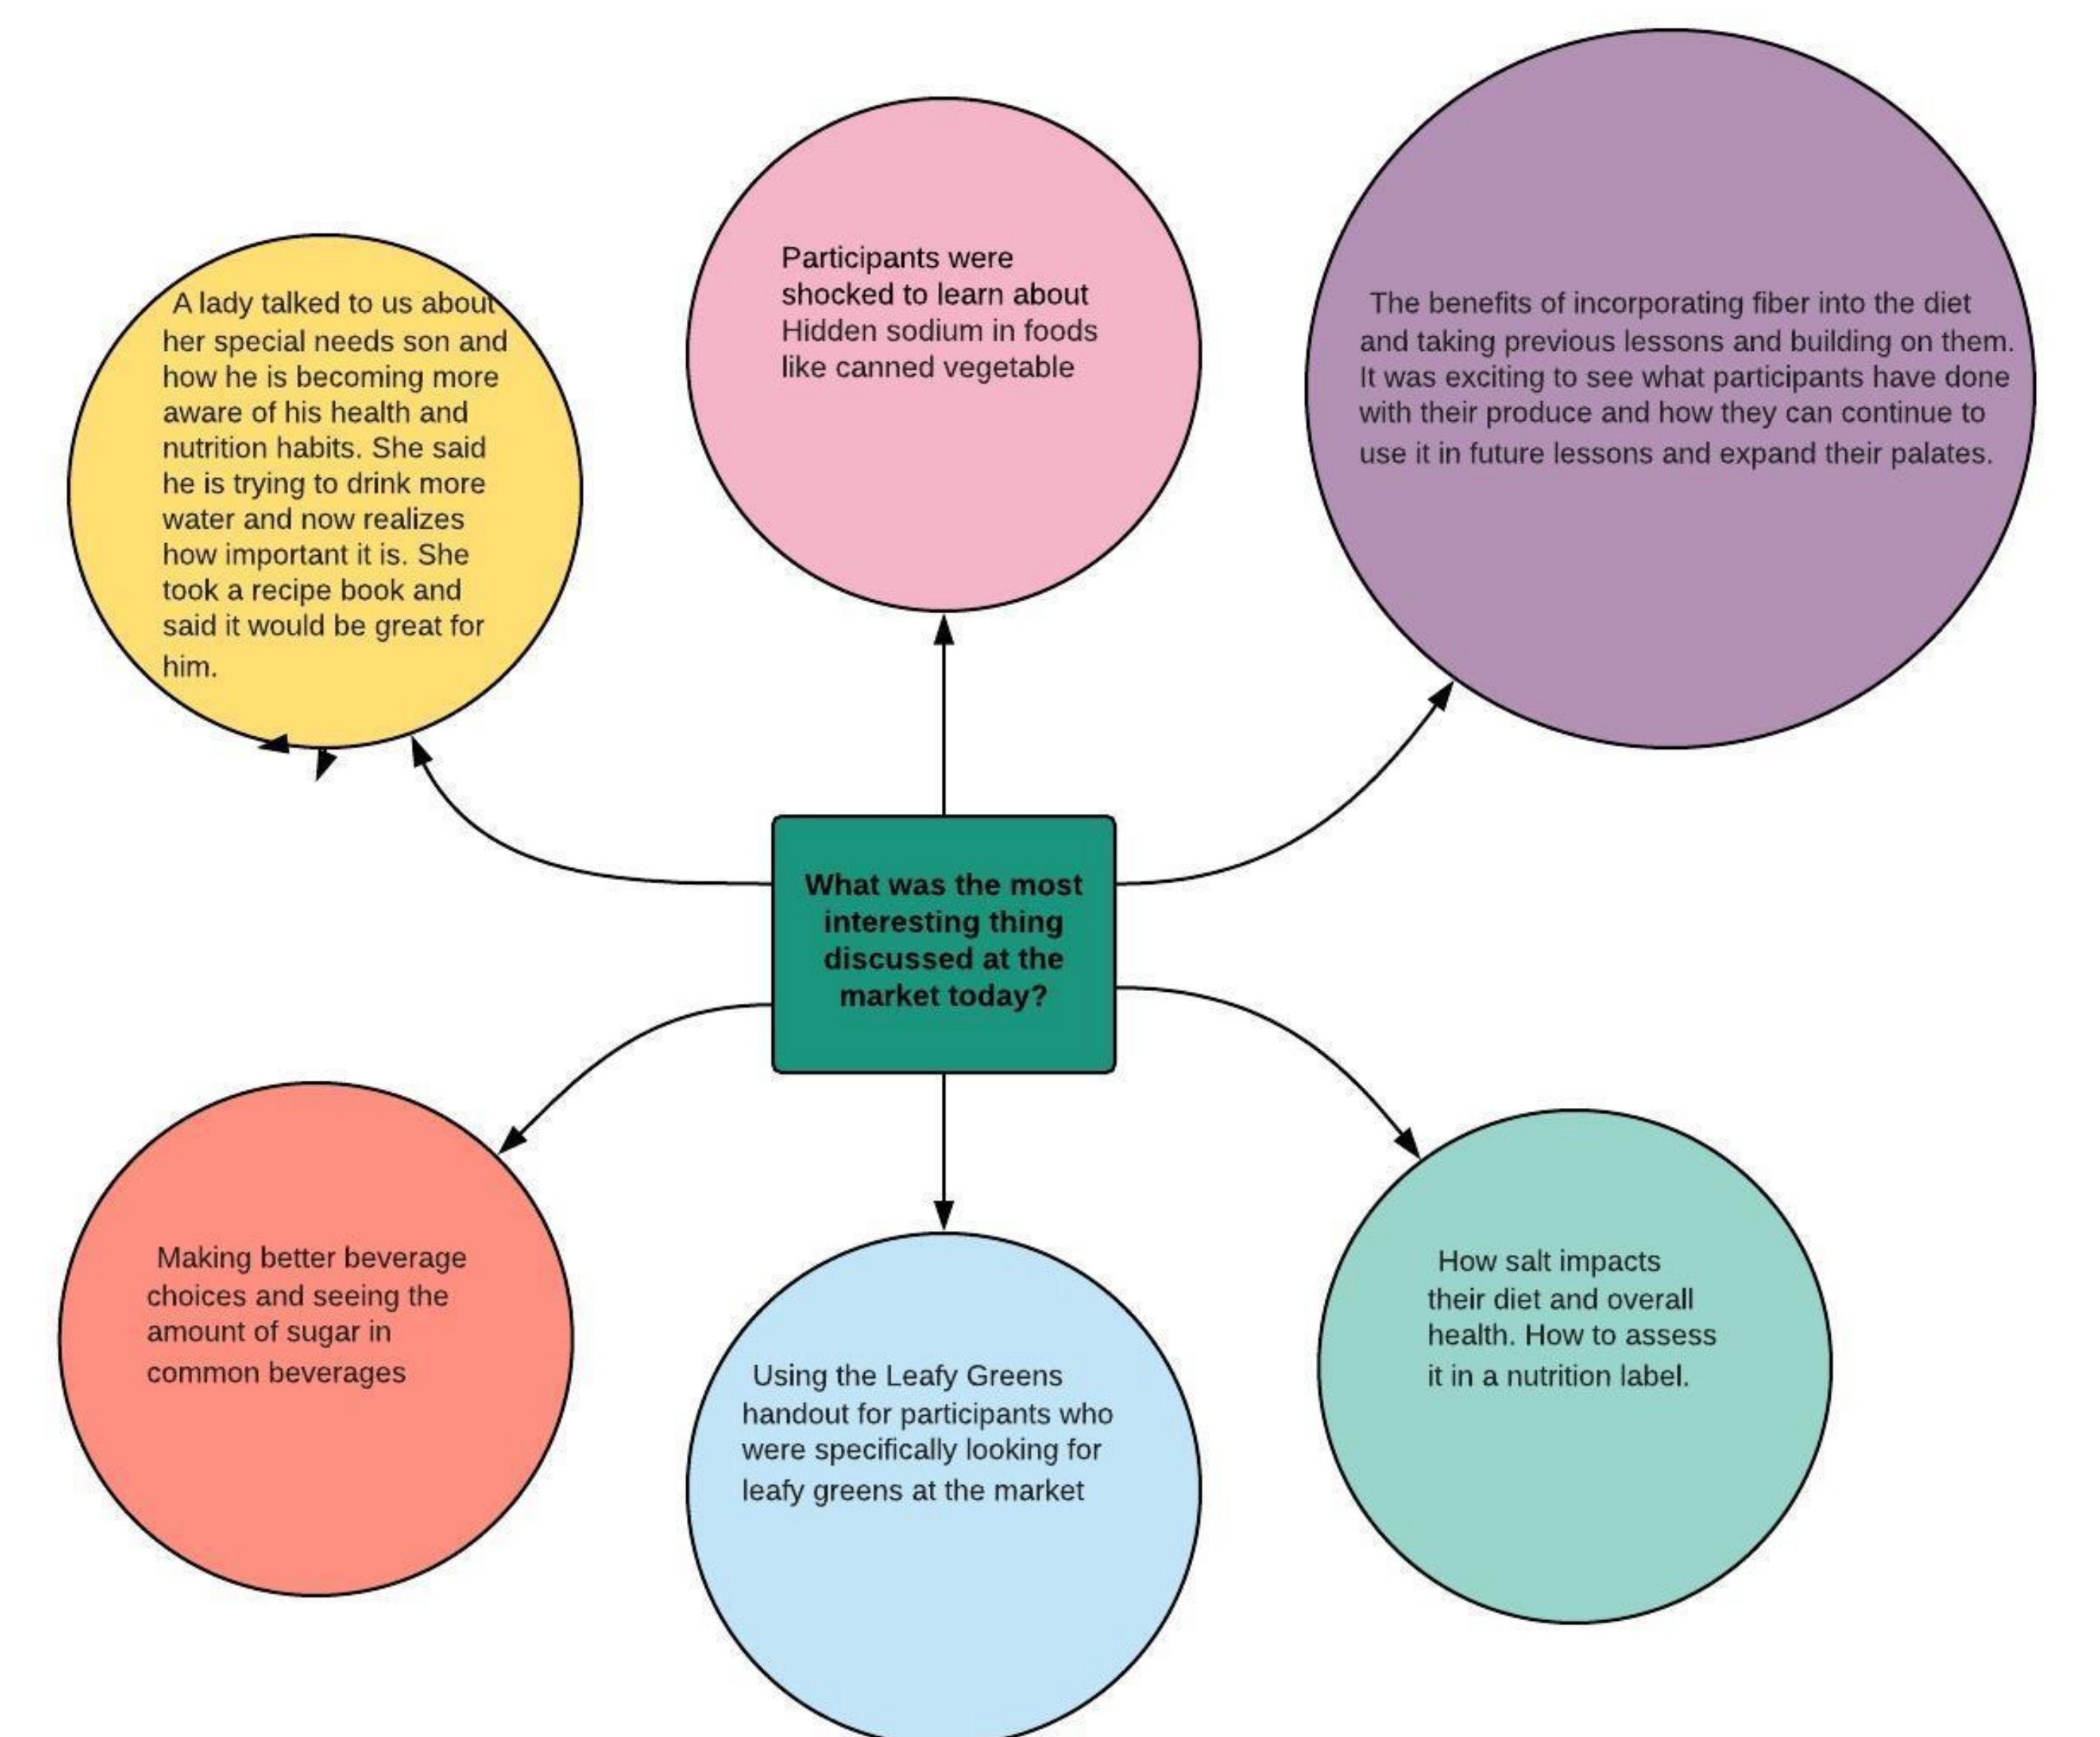 A lady talked to us about
her special needs son and
how he is becoming more
aware of his health and
nutrition habits. She said
he is trying to drink more
water and now realizes
how important it is. She
took a recipe book and
said it would be great for
him.
Participants were
shocked to learn about
Hidden sodium in foods
like canned vegetable
The benefits of incorporating fiber into the diet
and taking previous lessons and building on them.
It was exciting to see what participants have done
with their produce and how they can continue to
use it in future lessons and expand their palates.
What was the most
interesting thing
discussed at the
market today?
Making better beverage
choices and seeing the
amount of sugar in
common beverages
Using the Leafy Greens
handout for participants who
were specifically looking for
leafy greens at the market
How salt impacts
their diet and overall
health. How to assess
it in a nutrition label.